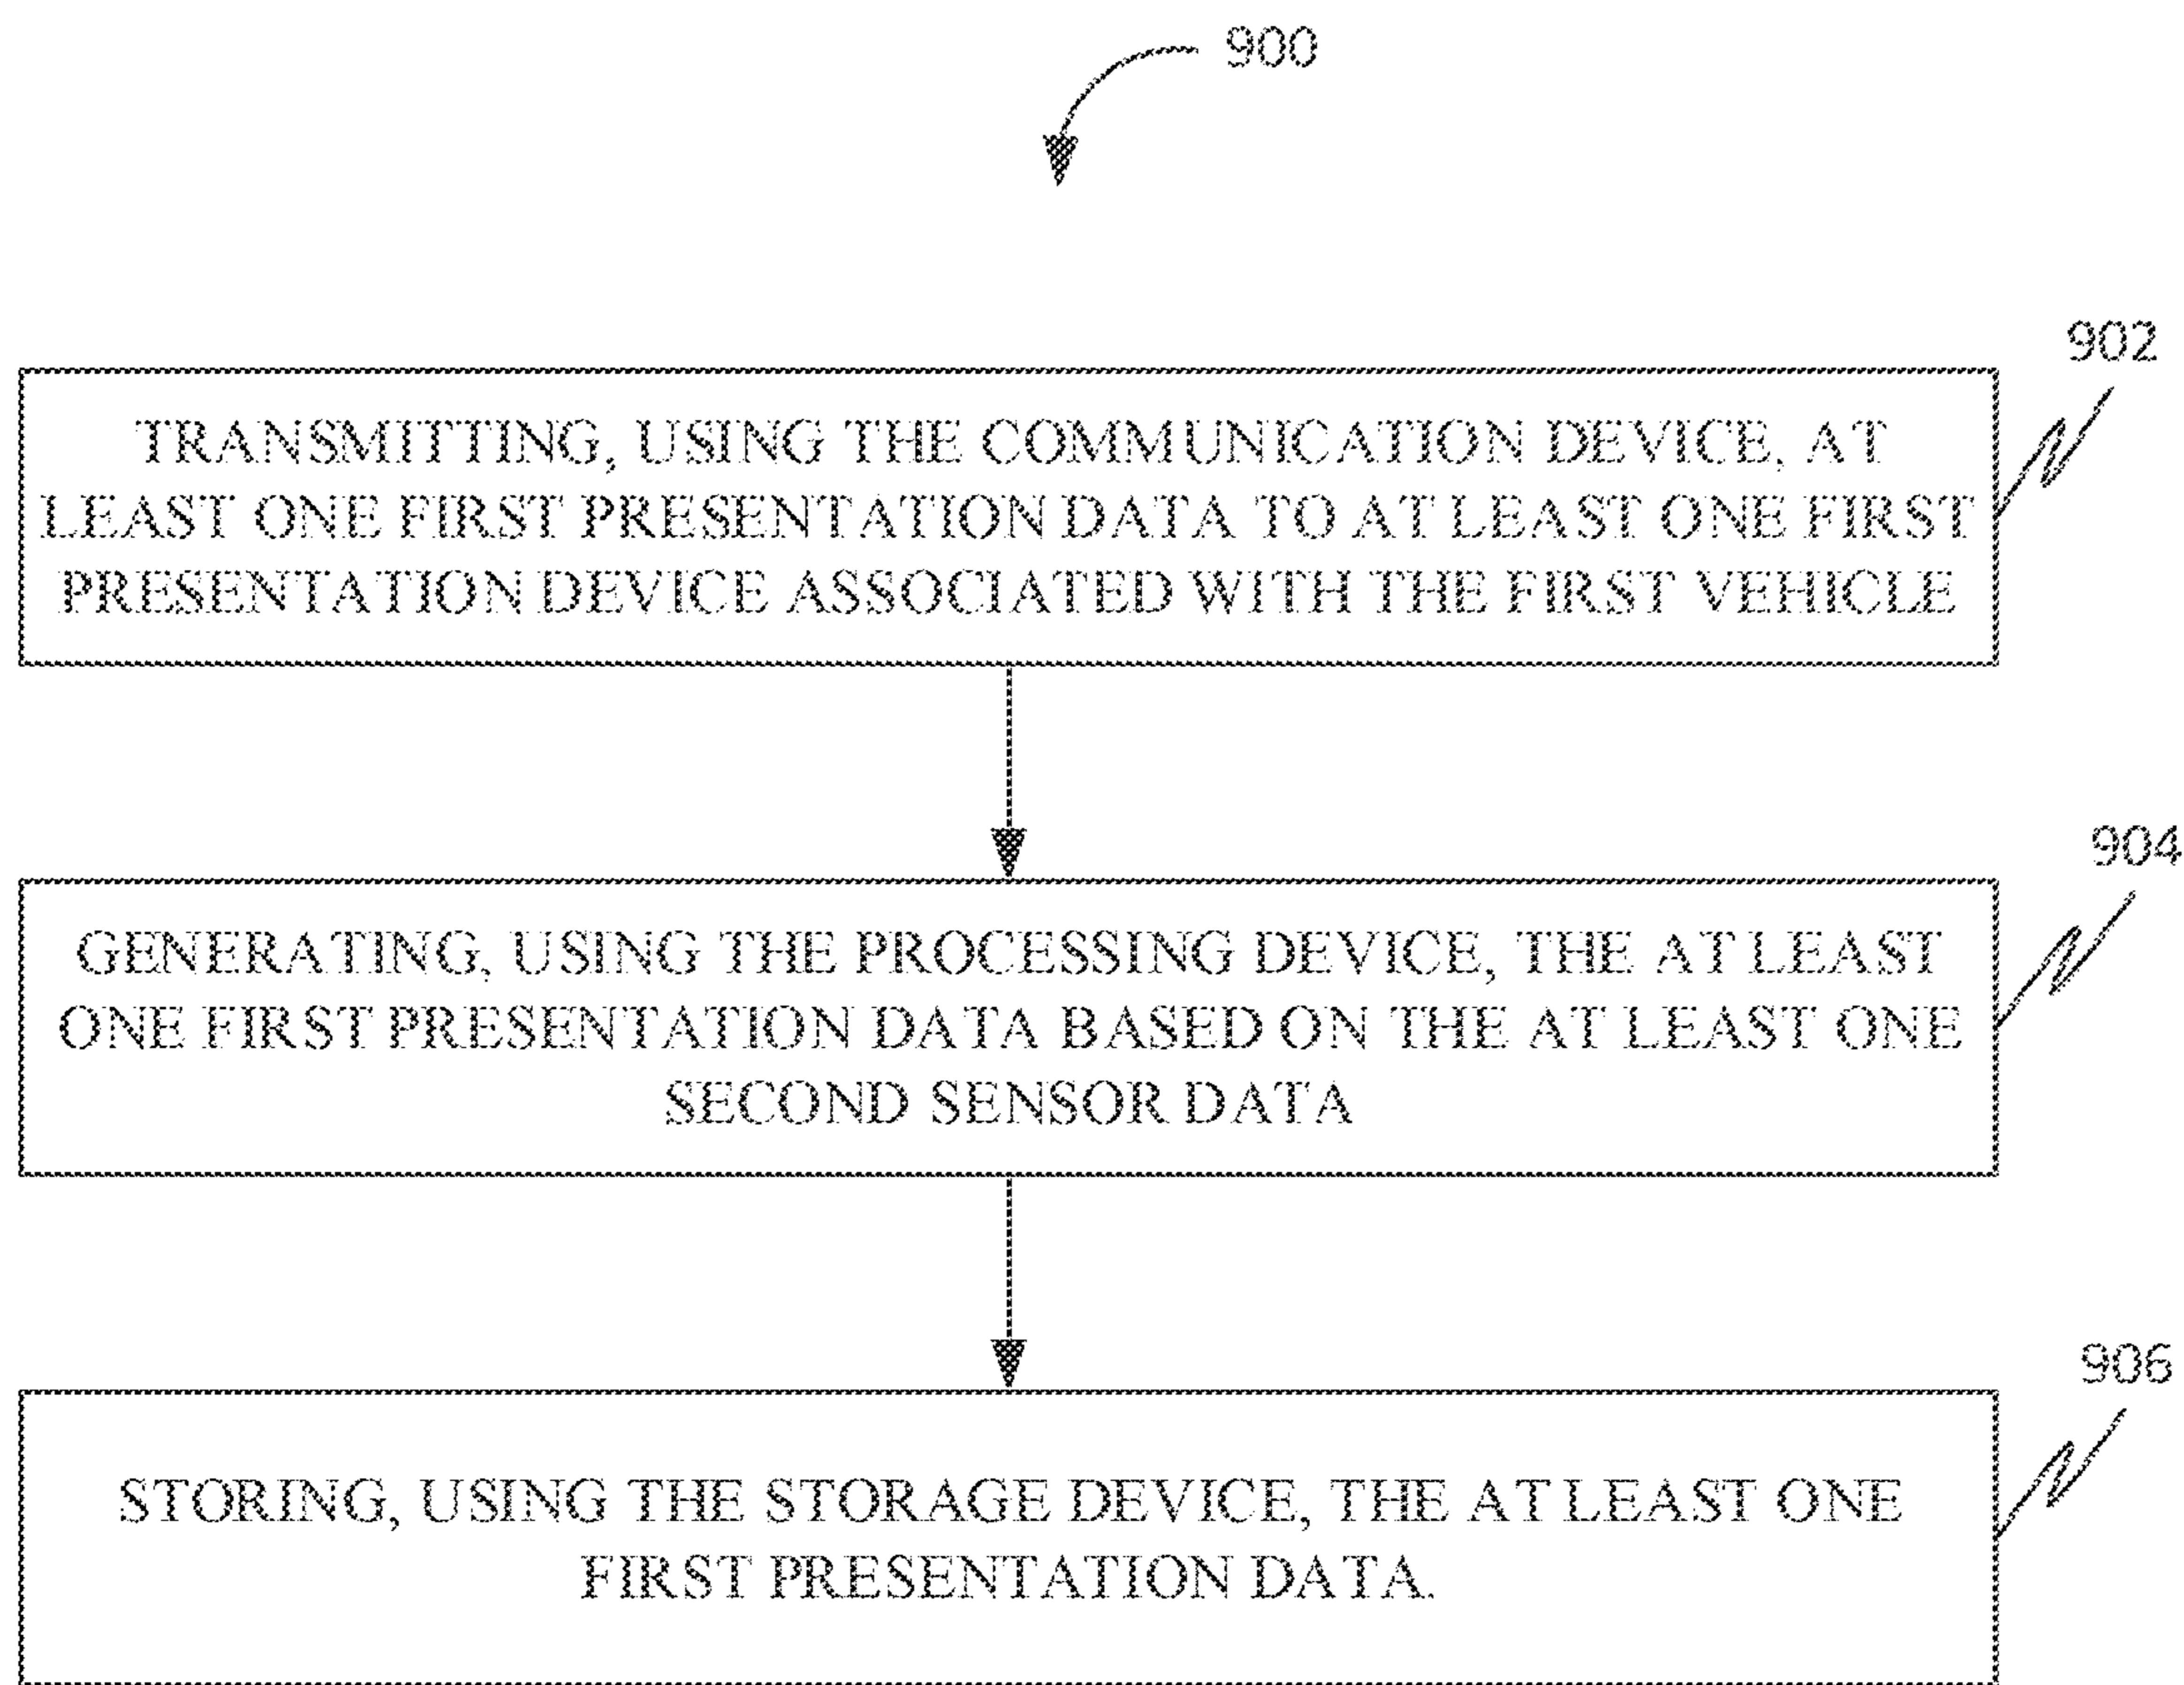 900
902
TRANSMITTING, USING THE COMMUNICATION DEVICE, AT
LEAST ONE FIRST PRESENTATION DATA TO AT LEAST ONE FIRST
PRESENTATION DEVICE ASSOCIATED WITH THE FIRST VEHICLE
904
GENERATING, USING THE PROCESSING DEVICE, THE AT LEAST
ONE FIRST PRESENTATION DATA BASED ON THE AT LEAST ONE
SECOND SENSOR DATA
906
STORING, USING THE STORAGE DEVICE, THE AT LEAST ONE
FIRST PRESENTATION DATA.